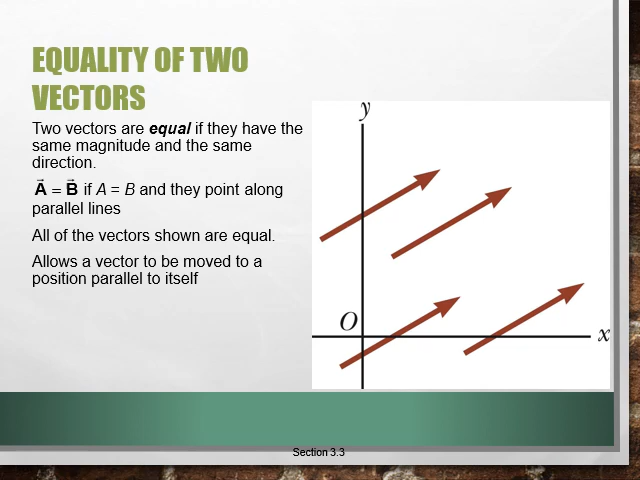 EQUALITY OF TWO
VECTORS
Two vectors are equal if they have the
same magnitude and the same
direction.
A⃗ = B⃗ if A = B and they point along
parallel lines
All of the vectors shown are equal.
Allows a vector to be moved to a
position parallel to itself
y
O
x
Section 3.3